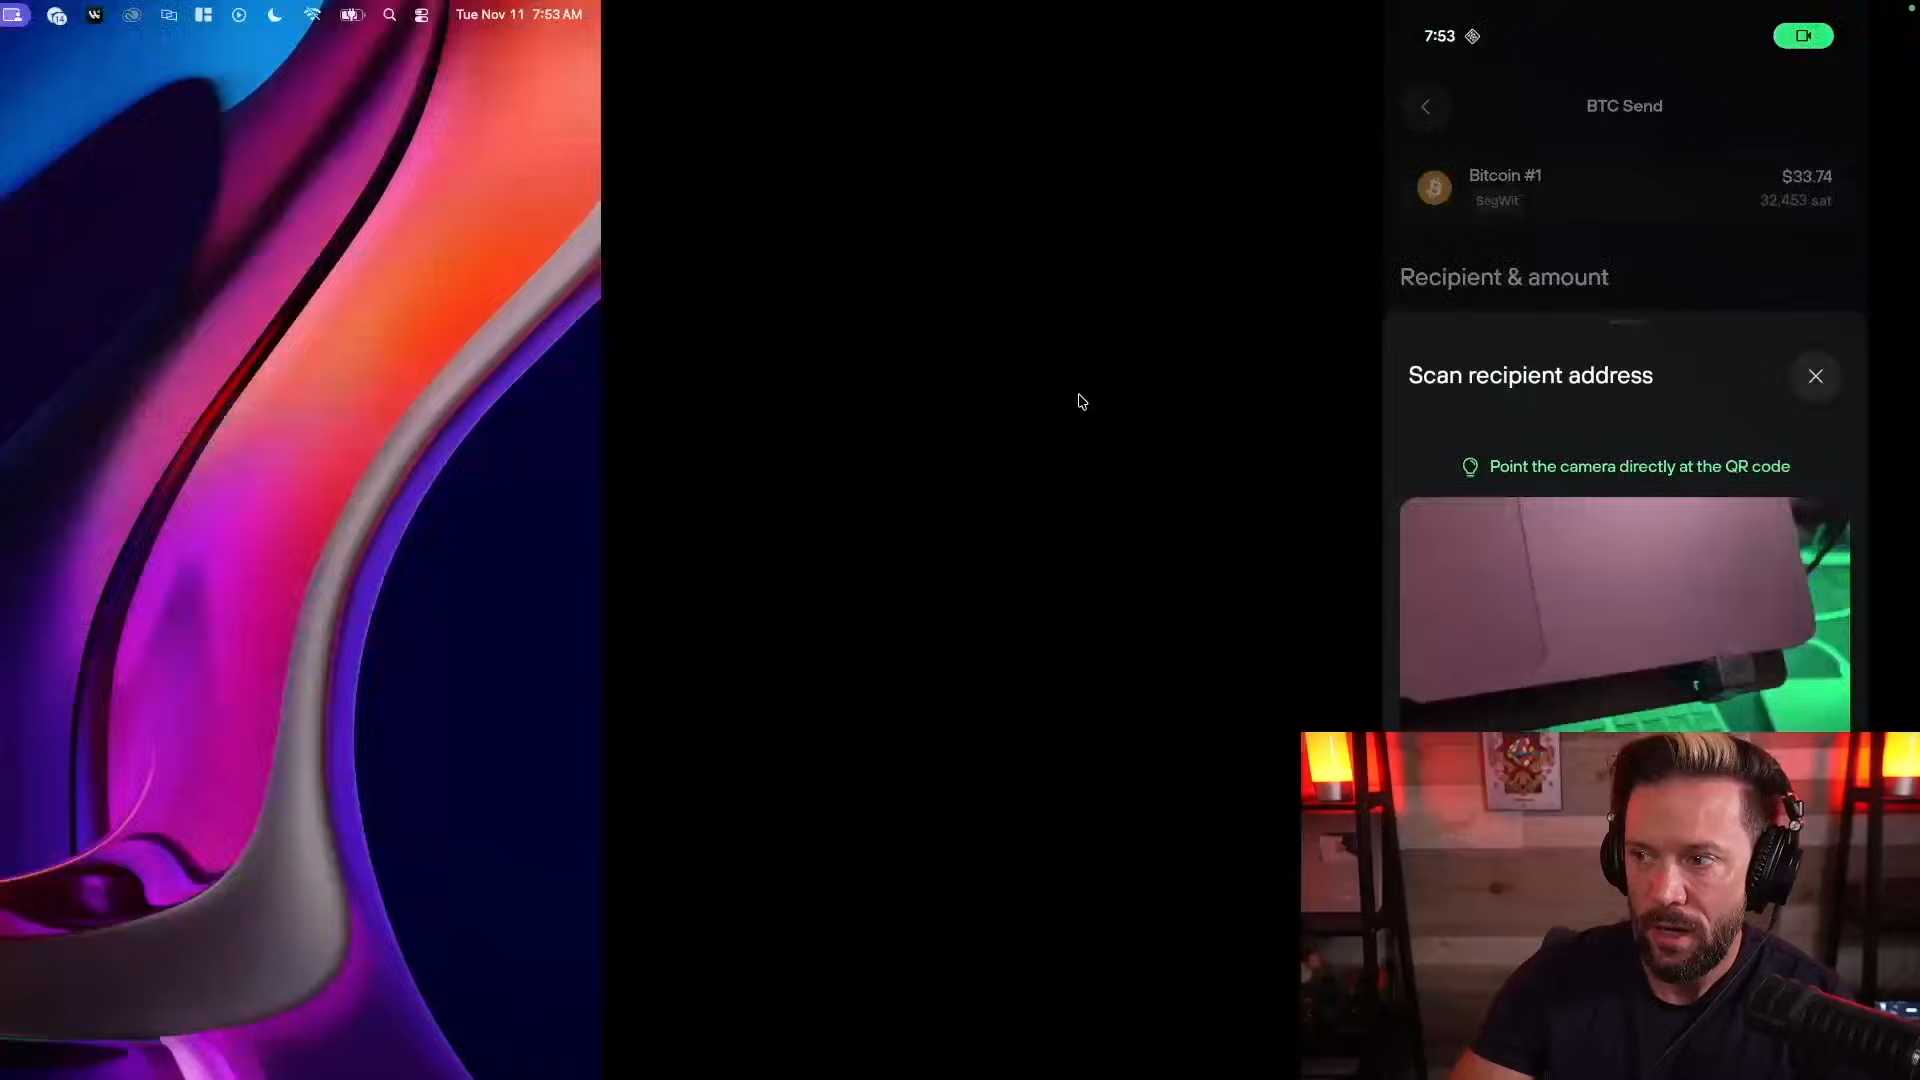 14
Tue Nov 11 7:53 AM
7:53
BTC Send
Bitcoin #1
$33.74
SegWit
32,453 sat
Recipient & amount
Scan recipient address
Point the camera directly at the QR code